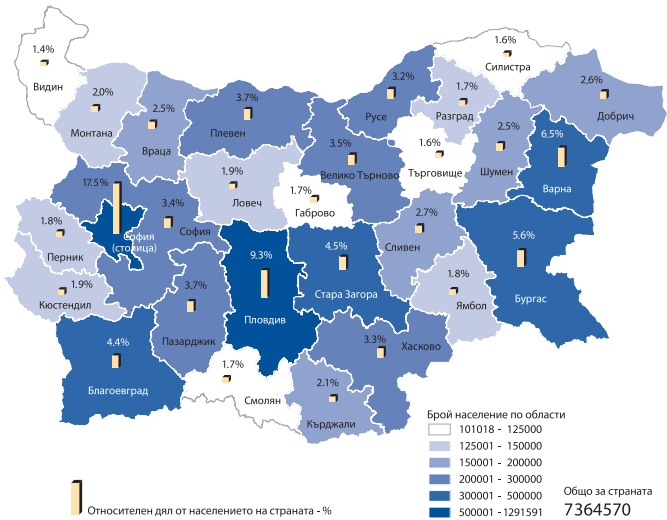 1.4%
Видин
1.6%
Силистра
2.0%
Монтана
2.5%
Враца
3.7%
Плевен
3.2%
Русе
1.7%
Разград
2.6%
Добрич
3.5%
Велико Търново
1.6%
Търговище
2.5%
Шумен
6,5%
Варна
17.5%
София
(столица)
3.4%
София
1.9%
Ловеч
1.7%
Габрово
1.8%
Перник
1.9%
Кюстендил
3.7%
Пазарджик
9.3%
Пловдив
4.5%
Стара Загора
2.7%
Сливен
5.6%
Бургас
1.8%
Ямбол
4.4%
Благоевград
1.7%
Смолян
3.3%
Хасково
2.1%
Кърджали
Брой население по области
101018 - 125000
125001 - 150000
150001 - 200000
200001 - 300000
300001 - 500000
500001 -1291591
Общо за страната
7364570
Относителен дял от населението на страната - %